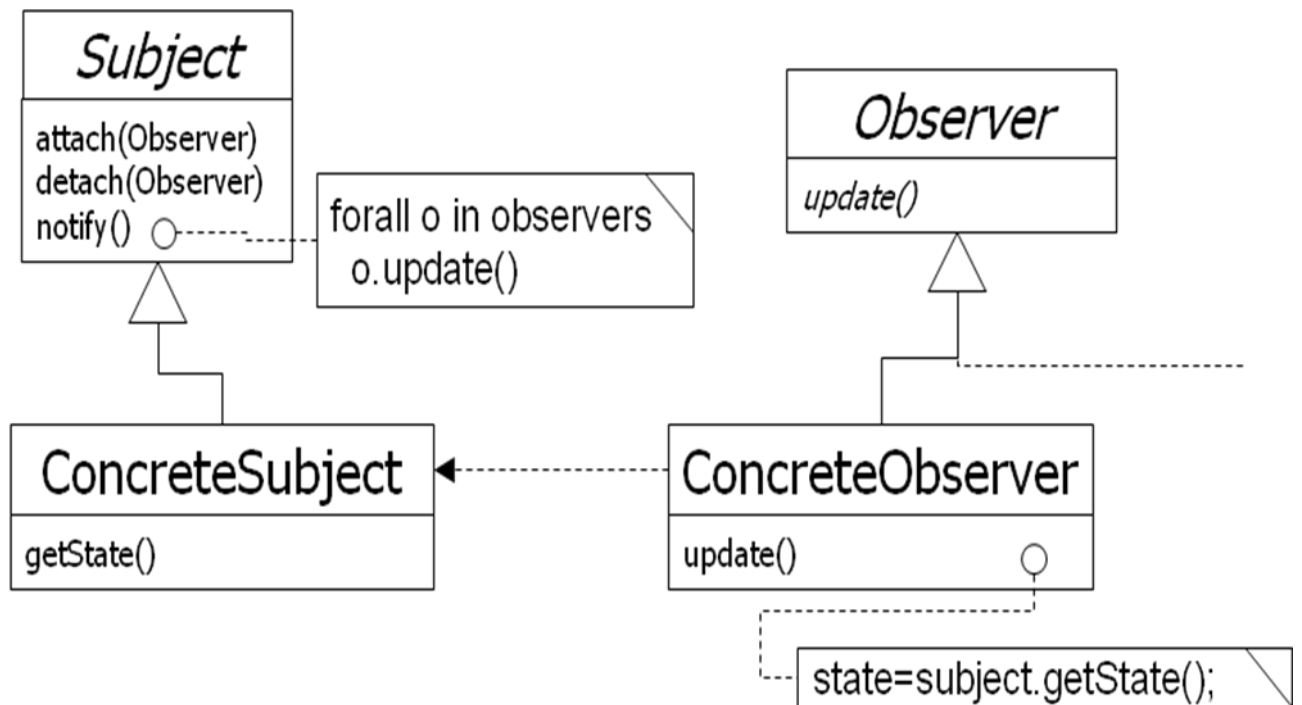 Subject
attach(Observer)
detach(Observer)
notify()
forall o in observers
o.update()
Observer
update()
ConcreteSubject
getState()
ConcreteObserver
update()
state=subject.getState();